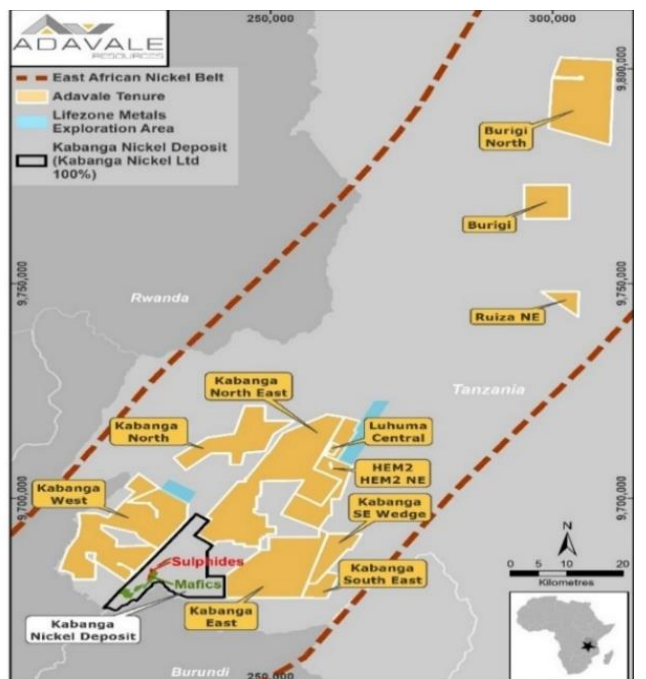 ADAVALE
RESOURCES
East African Nickel Belt
Adavale Tenure
Lifezone Metals
Exploration Area
Kabanga Nickel Deposit
(Kabanga Nickel Ltd
100%)
250,000
300,000
9,800,000
Burigi
North
Burigi
9,750,000
9,750,000
Ruiza NE
Rwanda
Tanzania
Kabanga
North East
Kabanga
North
Luhuma
Central
HEM2
HEM2 NE
Kabanga
West
Kabanga
SE Wedge
9,700,000
9,700,000
Sulphides
Mafics
Kabanga
South East
Kabanga
Nickel Deposit
Kabanga
East
N
0 5 10 20
Kilometres
Burundi
250,000